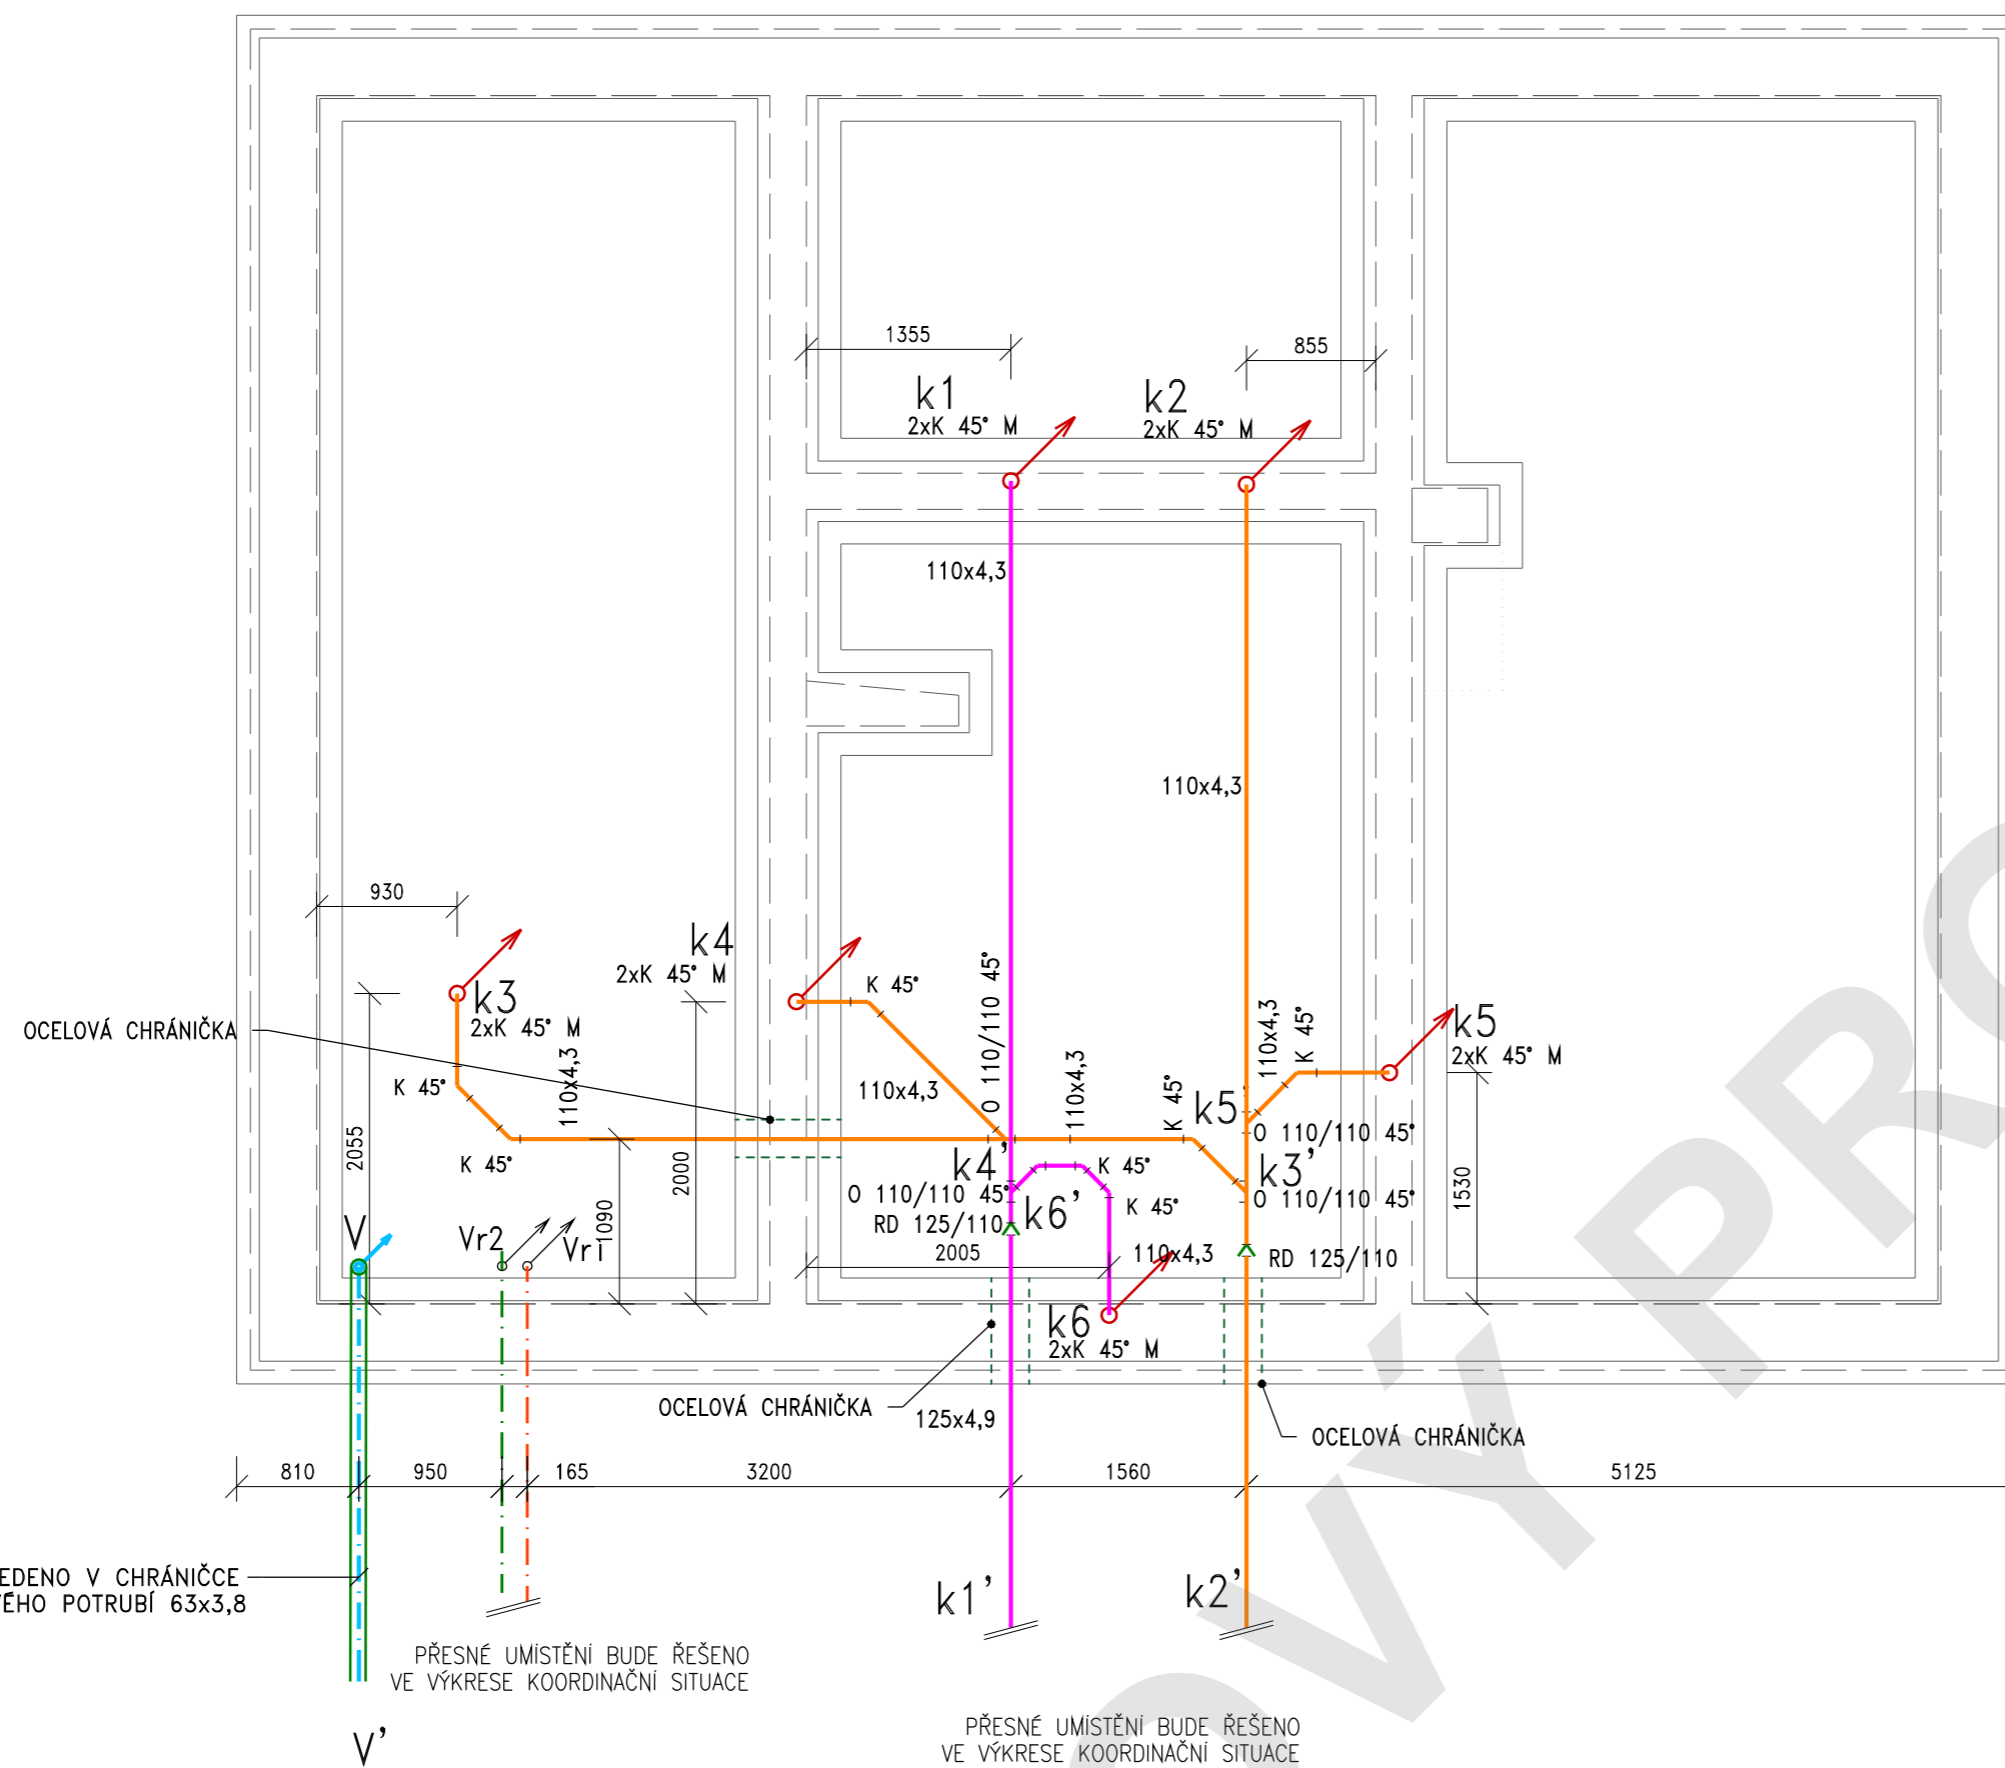 1355
855
k1
2xK 45° M
k2
2xK 45° M
110x4,3
110x4,3
930
k4
2xK 45° M
K 45°
O 110/110 45°
k3
2xK 45° M
OCELOVÁ CHRÁNIČKA
110x4,3
K 45°
k5
2xK 45° M
110x4,3
K 45°
110x4,3
110x4,3
K 45°
k5'
O 110/110 45°
2055
K 45°
2000
k4'
K 45°
k3'
1530
O 110/110 45°
K 45°
O 110/110 45°
k6'
RD 125/110
1090
V
Vr2
Vr1
2005
110x4,3
RD 125/110
k6
2xK 45° M
OCELOVÁ CHRÁNIČKA
125x4,9
OCELOVÁ CHRÁNIČKA
810
950
165
3200
1560
5125
EDENO V CHRÁNIČCE
VÉHO POTRUBÍ 63x3,8
k1'
k2'
PŘESNÉ UMÍSTĚNÍ BUDE ŘEŠENO
VE VÝKRESE KOORDINAČNÍ SITUACE
V'
PŘESNÉ UMÍSTĚNÍ BUDE ŘEŠENO
VE VÝKRESE KOORDINAČNÍ SITUACE
OVÝ PRO